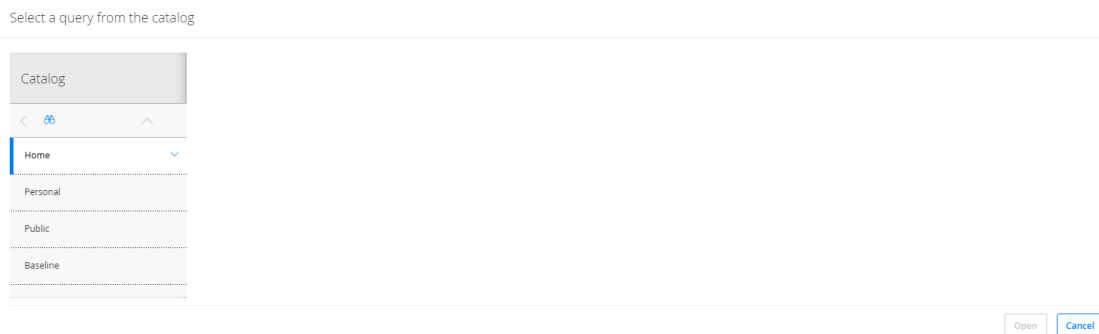 Select a query from the catalog
Catalog
Home
Personal
Public
Baseline
Open
Cancel